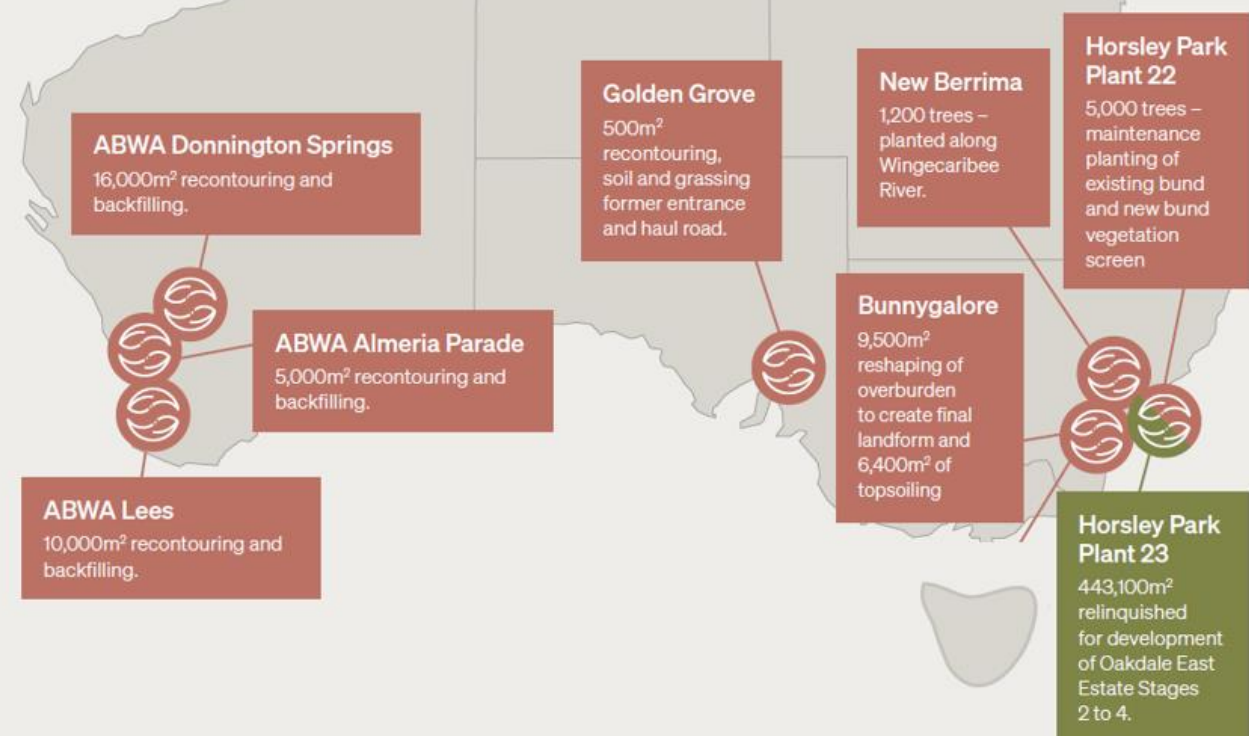 ABWA Donnington Springs
16,000m² recontouring and
backfilling.
ABWA Almeria Parade
5,000m² recontouring and
backfilling.
ABWA Lees
10,000m² recontouring and
backfilling.
Golden Grove
500m²
recontouring,
soil and grassing
former entrance
and haul road.
New Berrima
1,200 trees –
planted along
Wingecaribee
River.
Horsley Park
Plant 22
5,000 trees –
maintenance
planting of
existing bund
and new bund
vegetation
screen
Bunnygalore
9,500m²
reshaping of
overburden
to create final
landform and
6,400m² of
topsoiling
Horsley Park
Plant 23
443,100m²
relinquished
for development
of Oakdale East
Estate Stages
2 to 4.